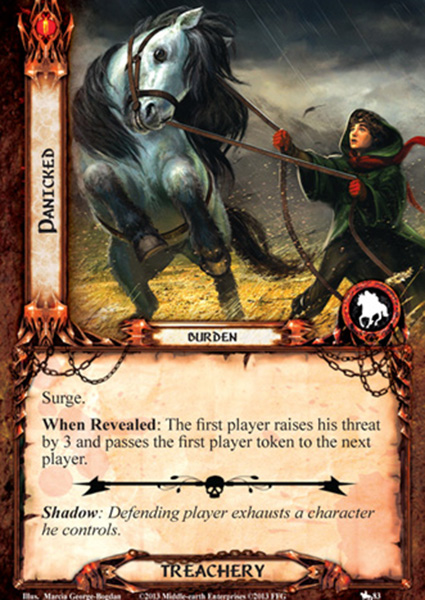 PANICKED
BURDEN
Surge.
When Revealed: The first player raises his threat
by 3 and passes the first player token to the next
player.
Shadow: Defending player exhausts a character
he controls.
TREACHERY
Illus. Marcia George-Bogdan ©2013 Middle-earth Enterprises ©2013 FFG 83